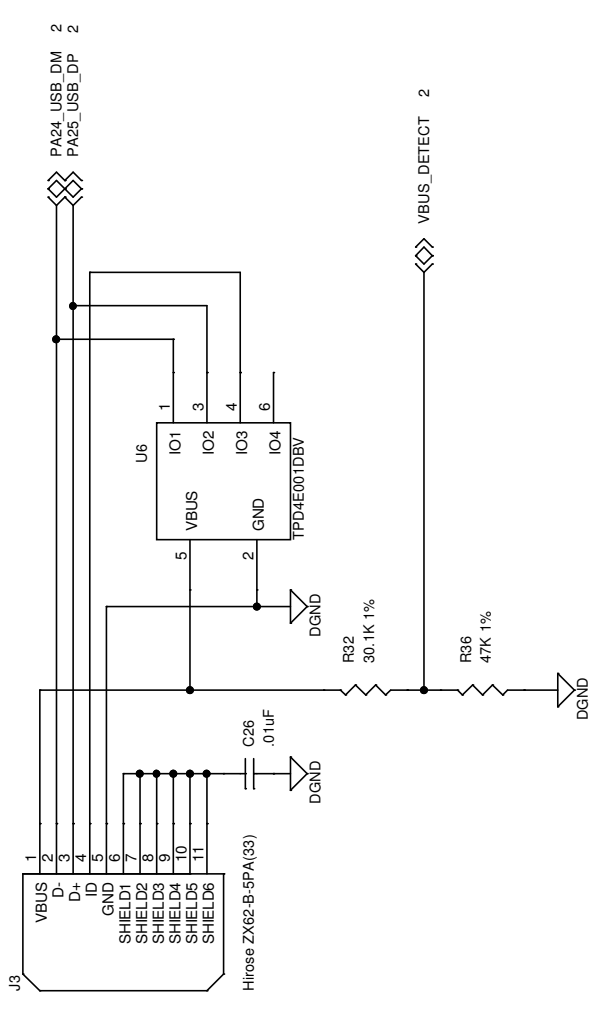 J3
VBUS 1
D- 2
D+ 3
ID 4
GND 5
SHIELD1 6
SHIELD2 7
SHIELD3 8
SHIELD4 9
SHIELD5 10
SHIELD6 11
Hirose ZX62-B-5PA(33)
C26
.01uF
DGND
DGND
U6
5 VBUS
2 GND
IO1 1
IO2 3
IO3 4
IO4 6
TPD4E001DBV
PA24_USB_DM 2
PA25_USB_DP 2
R32
30.1K 1%
VBUS_DETECT 2
R36
47K 1%
DGND